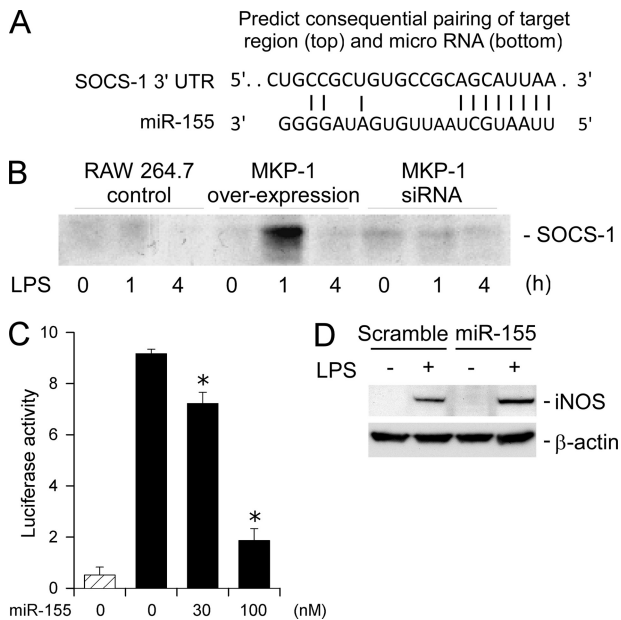 A
Predict consequential pairing of target
region (top) and micro RNA (bottom)
SOCS-1 3' UTR 5'. . CUGCCGCUGUGCCGCAGCAUUAA . 3'
miR-155 3' GGGGAUAGUGUUAAUCGUAAUU 5'
B
RAW 264.7 control
MKP-1 over-expression
MKP-1 siRNA
- SOCS-1
LPS 0 1 4 0 1 4 0 1 4 (h)
C
Luciferase activity
10
8
6
4
2
0
* *
miR-155 0 0 30 100 (nM)
D
Scramble miR-155
LPS - + - +
- iNOS
- β-actin